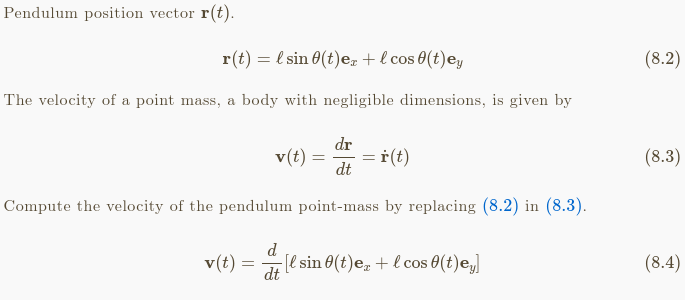 Pendulum position vector r(t).
r(t) = ℓ sin θ(t)eₓ + ℓ cos θ(t)e_y (8.2)
The velocity of a point mass, a body with negligible dimensions, is given by
v(t) = dr/dt = ṙ(t) (8.3)
Compute the velocity of the pendulum point-mass by replacing (8.2) in (8.3).
v(t) = d/dt [ℓ sin θ(t)eₓ + ℓ cos θ(t)e_y] (8.4)